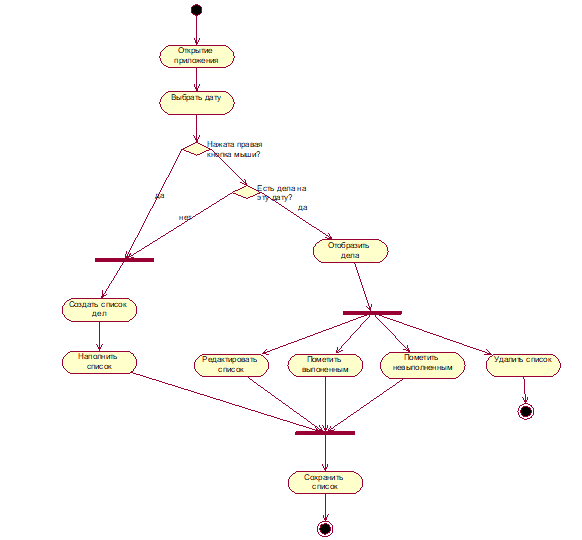 Открытие
приложения
Выбрать дату
Нажата правая
кнопка мыши?
Есть дела на
эту дату?
да
нет
да
Отобразить
дела
Создать список
дел
Наполнить
список
Редактировать
список
Пометить
выпоненным
Пометить
невыполненным
Удалить список
Сохранить
список